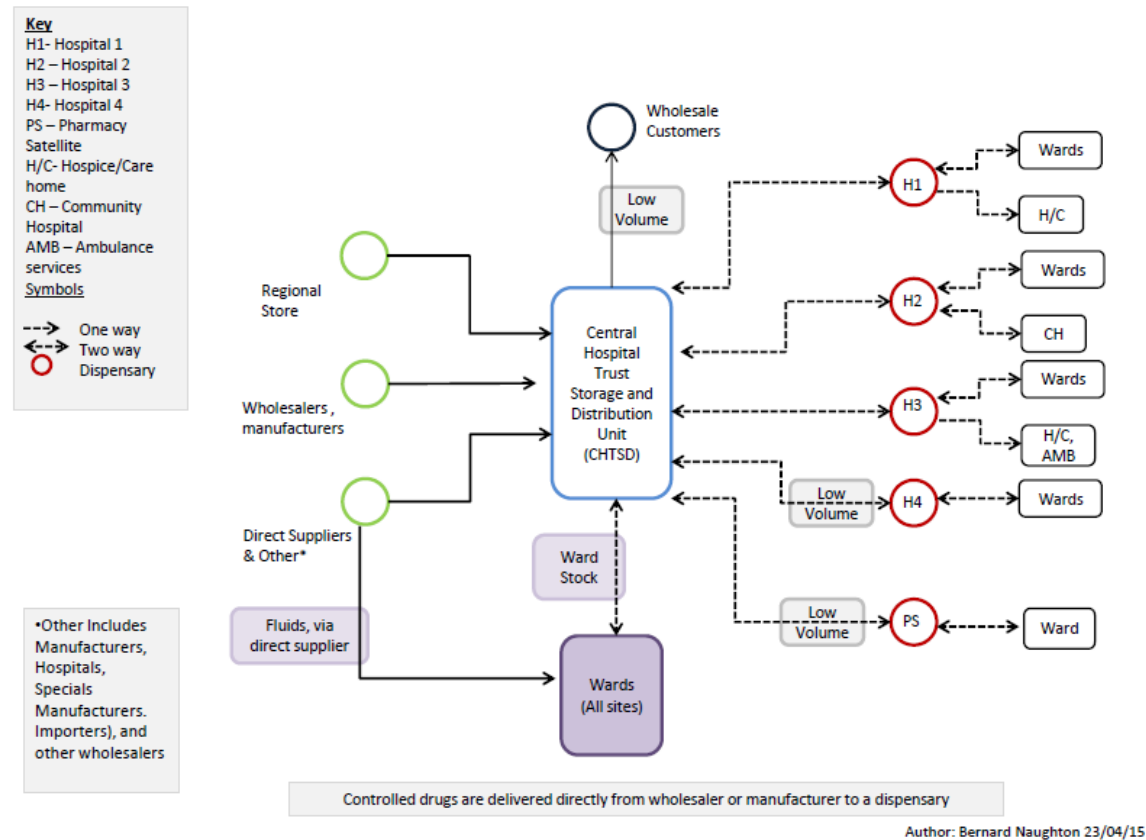 Key
H1- Hospital 1
H2 – Hospital 2
H3 – Hospital 3
H4- Hospital 4
PS – Pharmacy
Satellite
H/C- Hospice/Care
home
CH – Community
Hospital
AMB – Ambulance
services
Symbols
One way
Two way
Dispensary
Wholesale
Customers
Low
Volume
Regional
Store
Wholesalers ,
manufacturers
Direct Suppliers
& Other*
Central
Hospital
Trust
Storage and
Distribution
Unit
(CHTSD)
H1
Wards
H/C
H2
Wards
CH
H3
Wards
H/C,
AMB
Low
Volume
H4
Wards
Low
Volume
PS
Ward
Ward
Stock
Fluids, via
direct supplier
Wards
(All sites)
•Other Includes
Manufacturers,
Hospitals,
Specials
Manufacturers.
Importers), and
other wholesalers
Controlled drugs are delivered directly from wholesaler or manufacturer to a dispensary
Author: Bernard Naughton 23/04/15